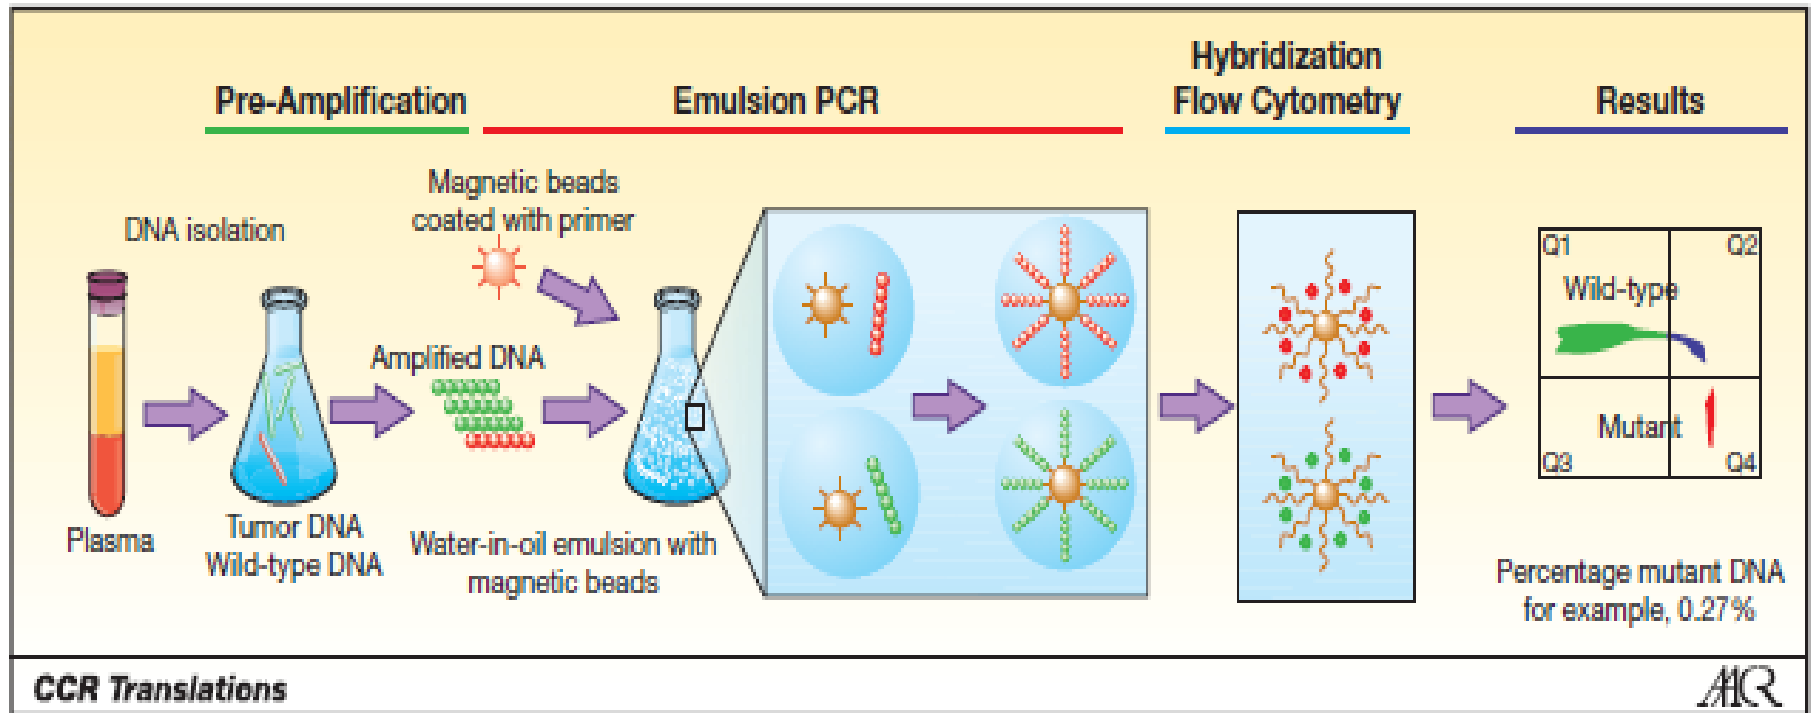 Pre-Amplification
Emulsion PCR
Hybridization
Flow Cytometry
Results
DNA isolation
Magnetic beads
coated with primer
Amplified DNA
Plasma
Tumor DNA
Wild-type DNA
Water-in-oil emulsion with
magnetic beads
Q1
Q2
Wild-type
Mutant
Q3
Q4
Percentage mutant DNA
for example, 0.27%
CCR Translations
AACR